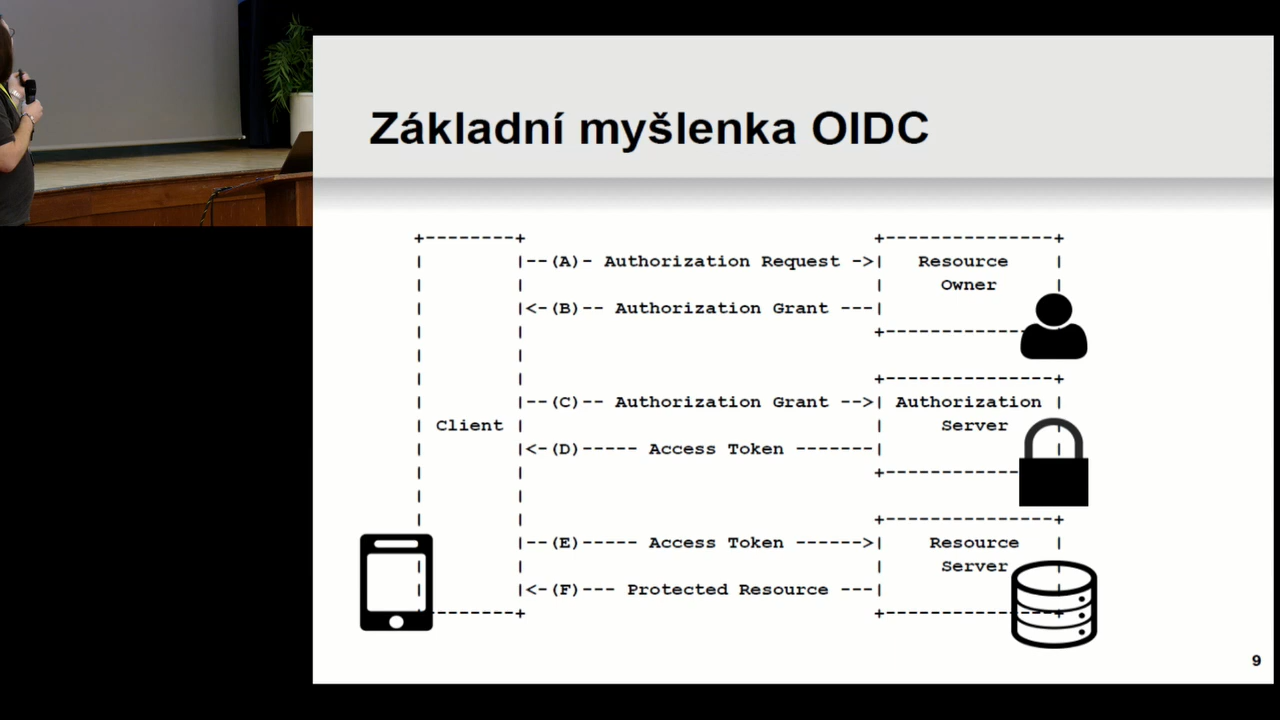 Základní myšlenka OIDC
+--------+                               +---------------+
|        |--(A)- Authorization Request ->|   Resource    |
|        |                               |     Owner     |
|        |<-(B)-- Authorization Grant ---|               |
|        |                               +---------------+
|        |
|        |                               +---------------+
|        |--(C)-- Authorization Grant -->| Authorization |
| Client |                               |     Server    |
|        |<-(D)----- Access Token -------|               |
|        |                               +---------------+
|        |
|        |                               +---------------+
|        |--(E)----- Access Token ------>|    Resource   |
|        |                               |     Server    |
|        |<-(F)--- Protected Resource ---|               |
+--------+                               +---------------+
9